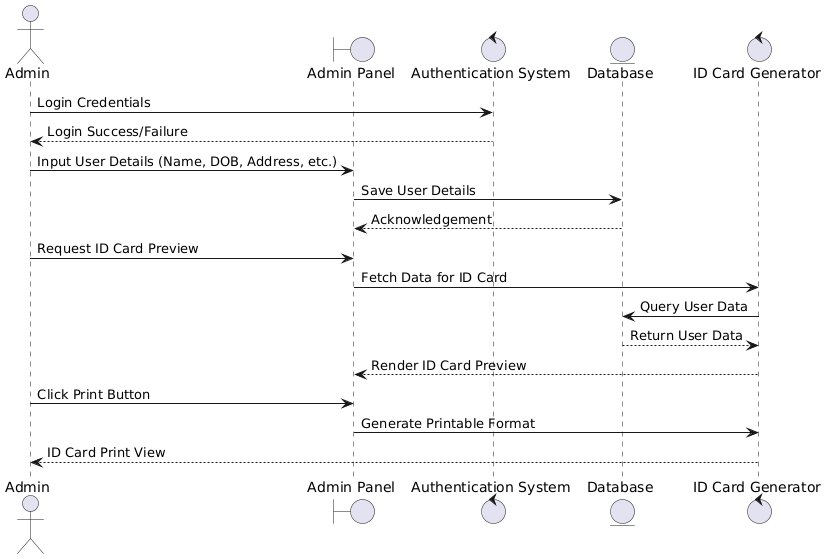 Admin
Admin Panel
Authentication System
Database
ID Card Generator
Login Credentials
Login Success/Failure
Input User Details (Name, DOB, Address, etc.)
Save User Details
Acknowledgement
Request ID Card Preview
Fetch Data for ID Card
Query User Data
Return User Data
Render ID Card Preview
Click Print Button
Generate Printable Format
ID Card Print View
Admin
Admin Panel
Authentication System
Database
ID Card Generator